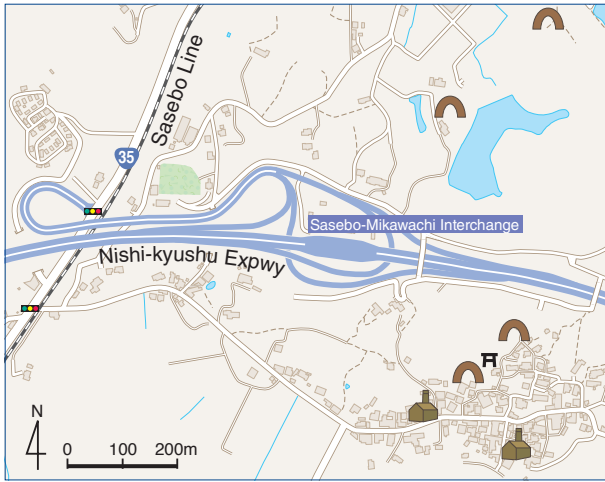 Sasebo Line
35
Sasebo-Mikawachi Interchange
Nishi-kyushu Expwy
N
0 100 200m